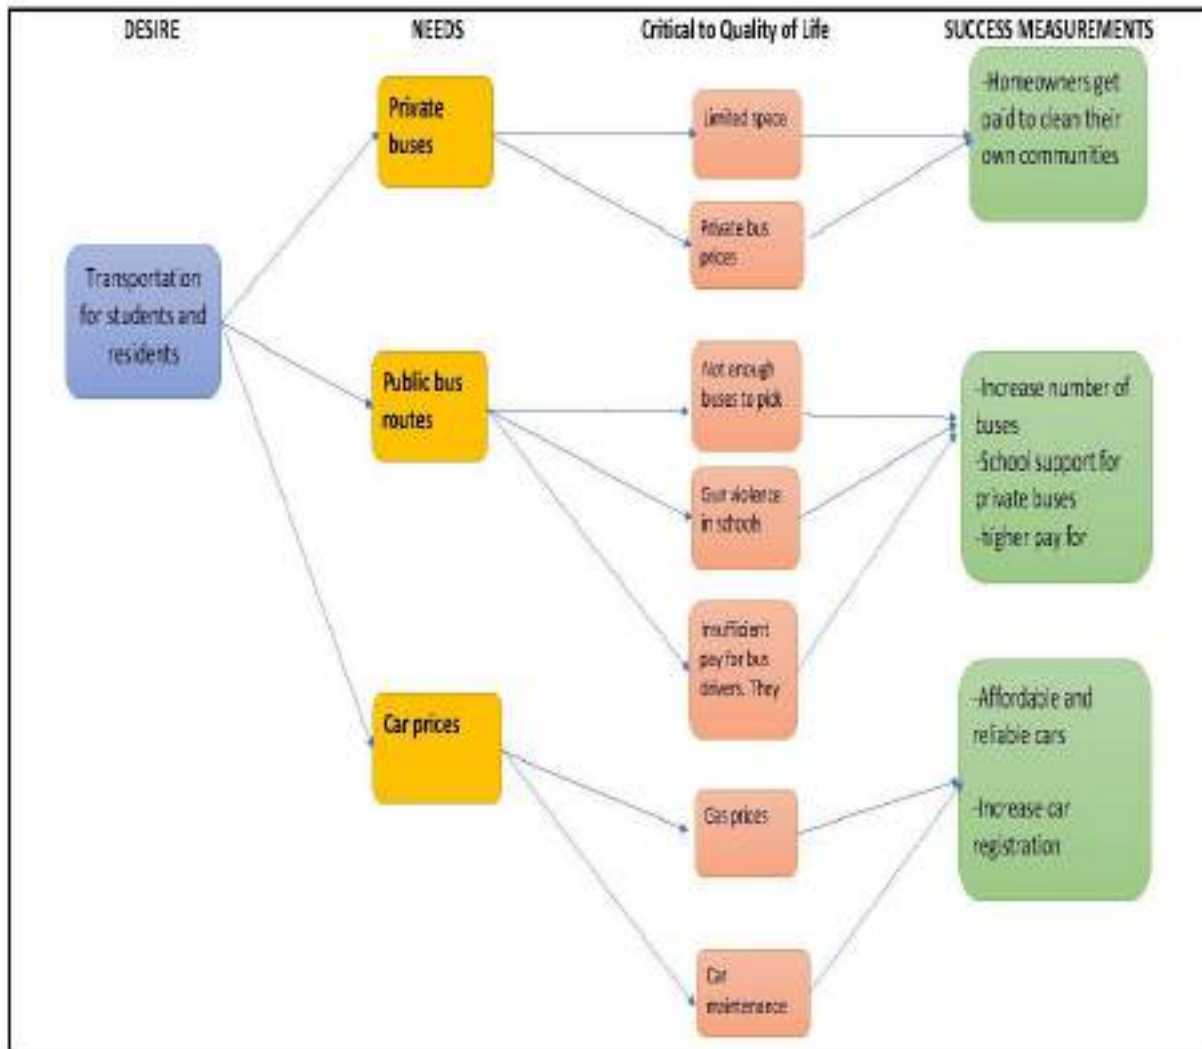 DESIRE
NEEDS
Critical to Quality of Life
SUCCESS MEASUREMENTS
Transportation
for students and
residents
Private
buses
Limited space
Private bus
prices
-Homeowners get
paid to clean their
own communities
Public bus
routes
Not enough
buses to pick
Gun violence
in schools
Insufficient
pay for bus
drivers. They
-Increase number of
buses
-School support for
private buses
-higher pay for
Car prices
Gas prices
Car
maintenance
-Affordable and
reliable cars
-Increase car
registration